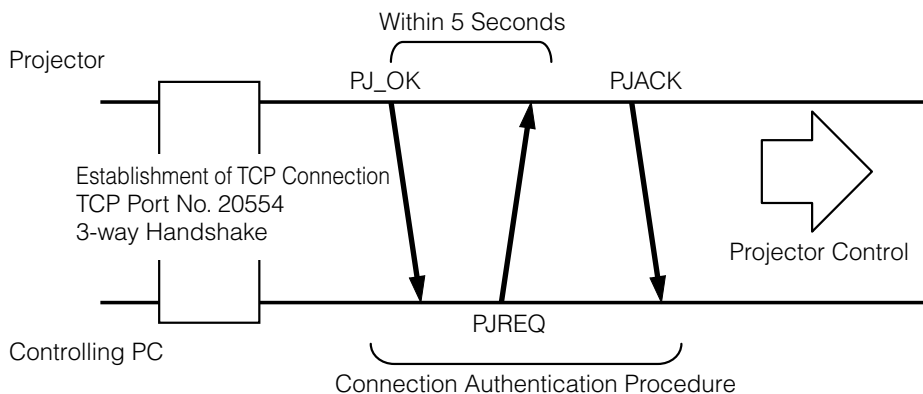 Within 5 Seconds
Projector
PJ_OK
PJACK
Establishment of TCP Connection
TCP Port No. 20554
3-way Handshake
Projector Control
PJREQ
Controlling PC
Connection Authentication Procedure